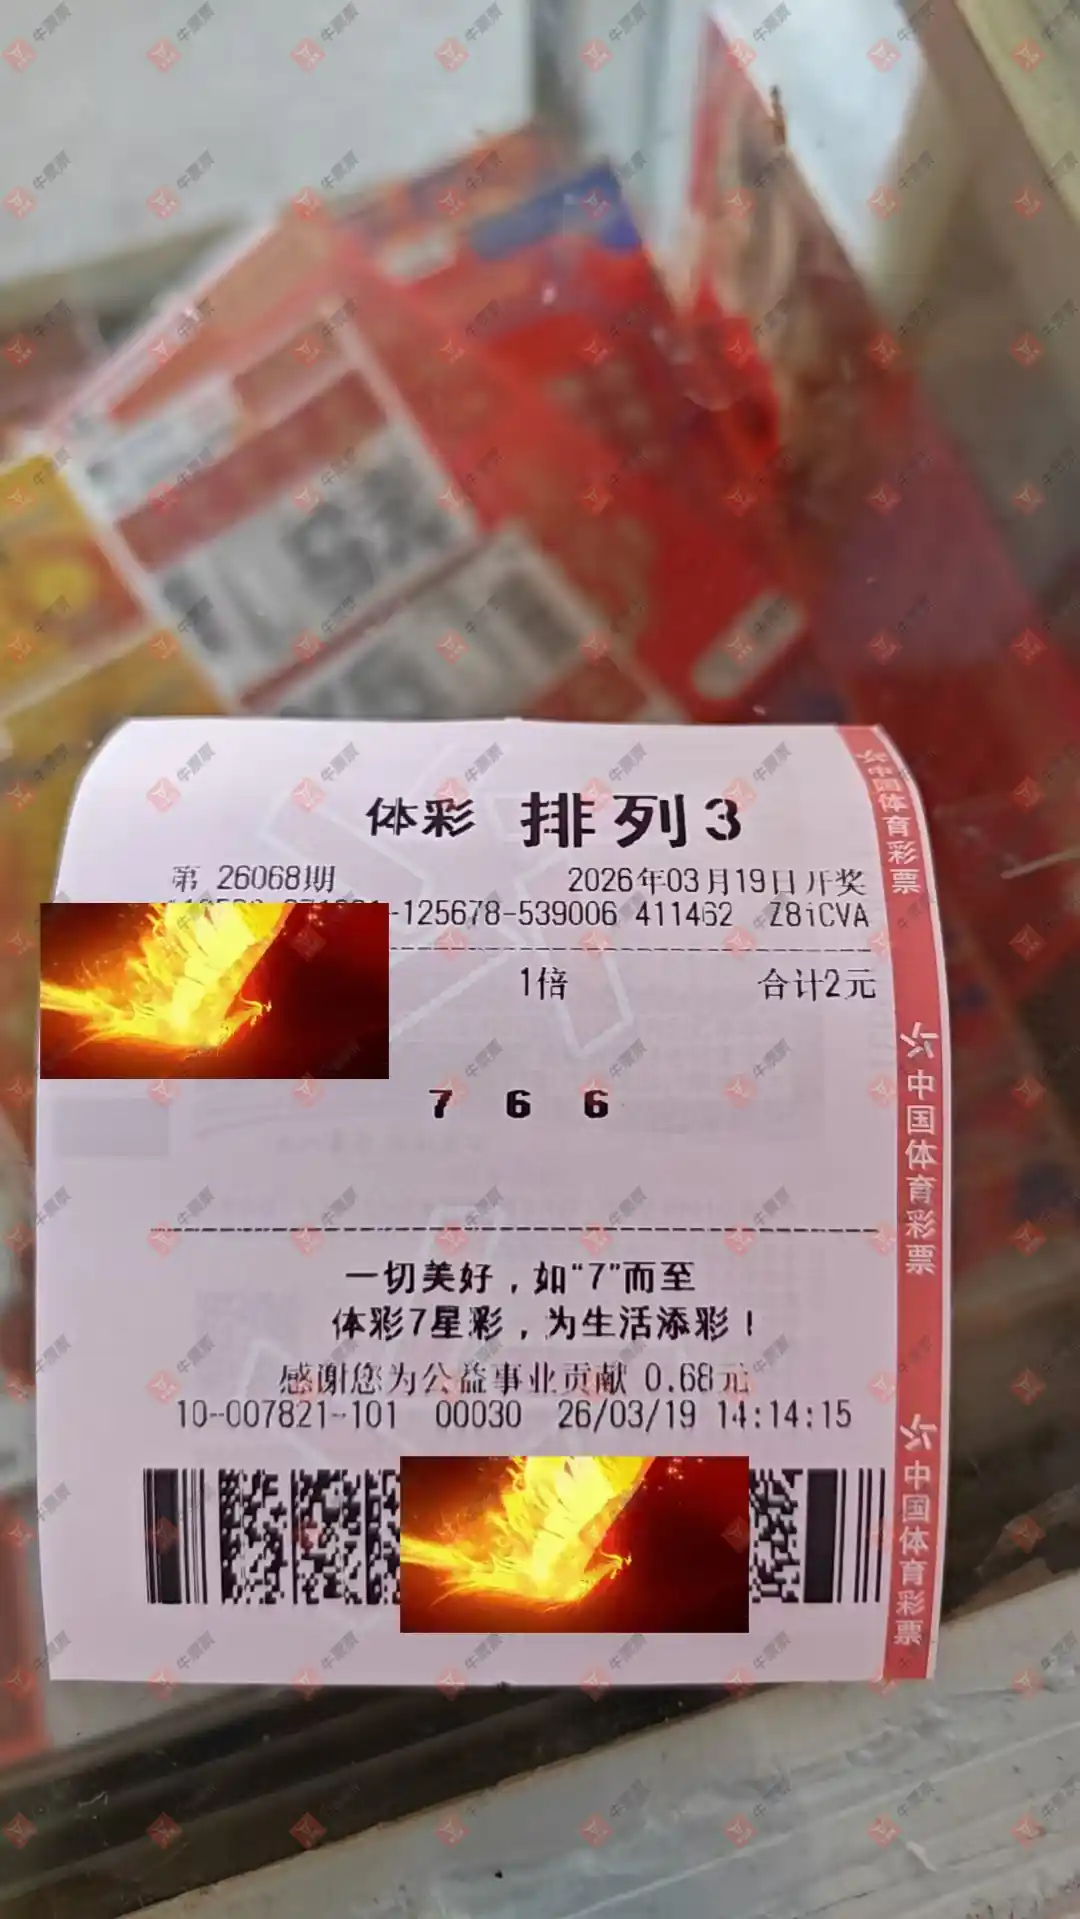 体彩 排列3
第 26068期 2026年03月19日开奖
-125678-539006 411462 Z8iCVA
1倍 合计2元
7 6 6
一切美好，如“7”而至
体彩7星彩，为生活添彩！
感谢您为公益事业贡献 0.68元
10-007821-101 00030 26/03/19 14:14:15
中国体育彩票
中国体育彩票
中国体育彩票